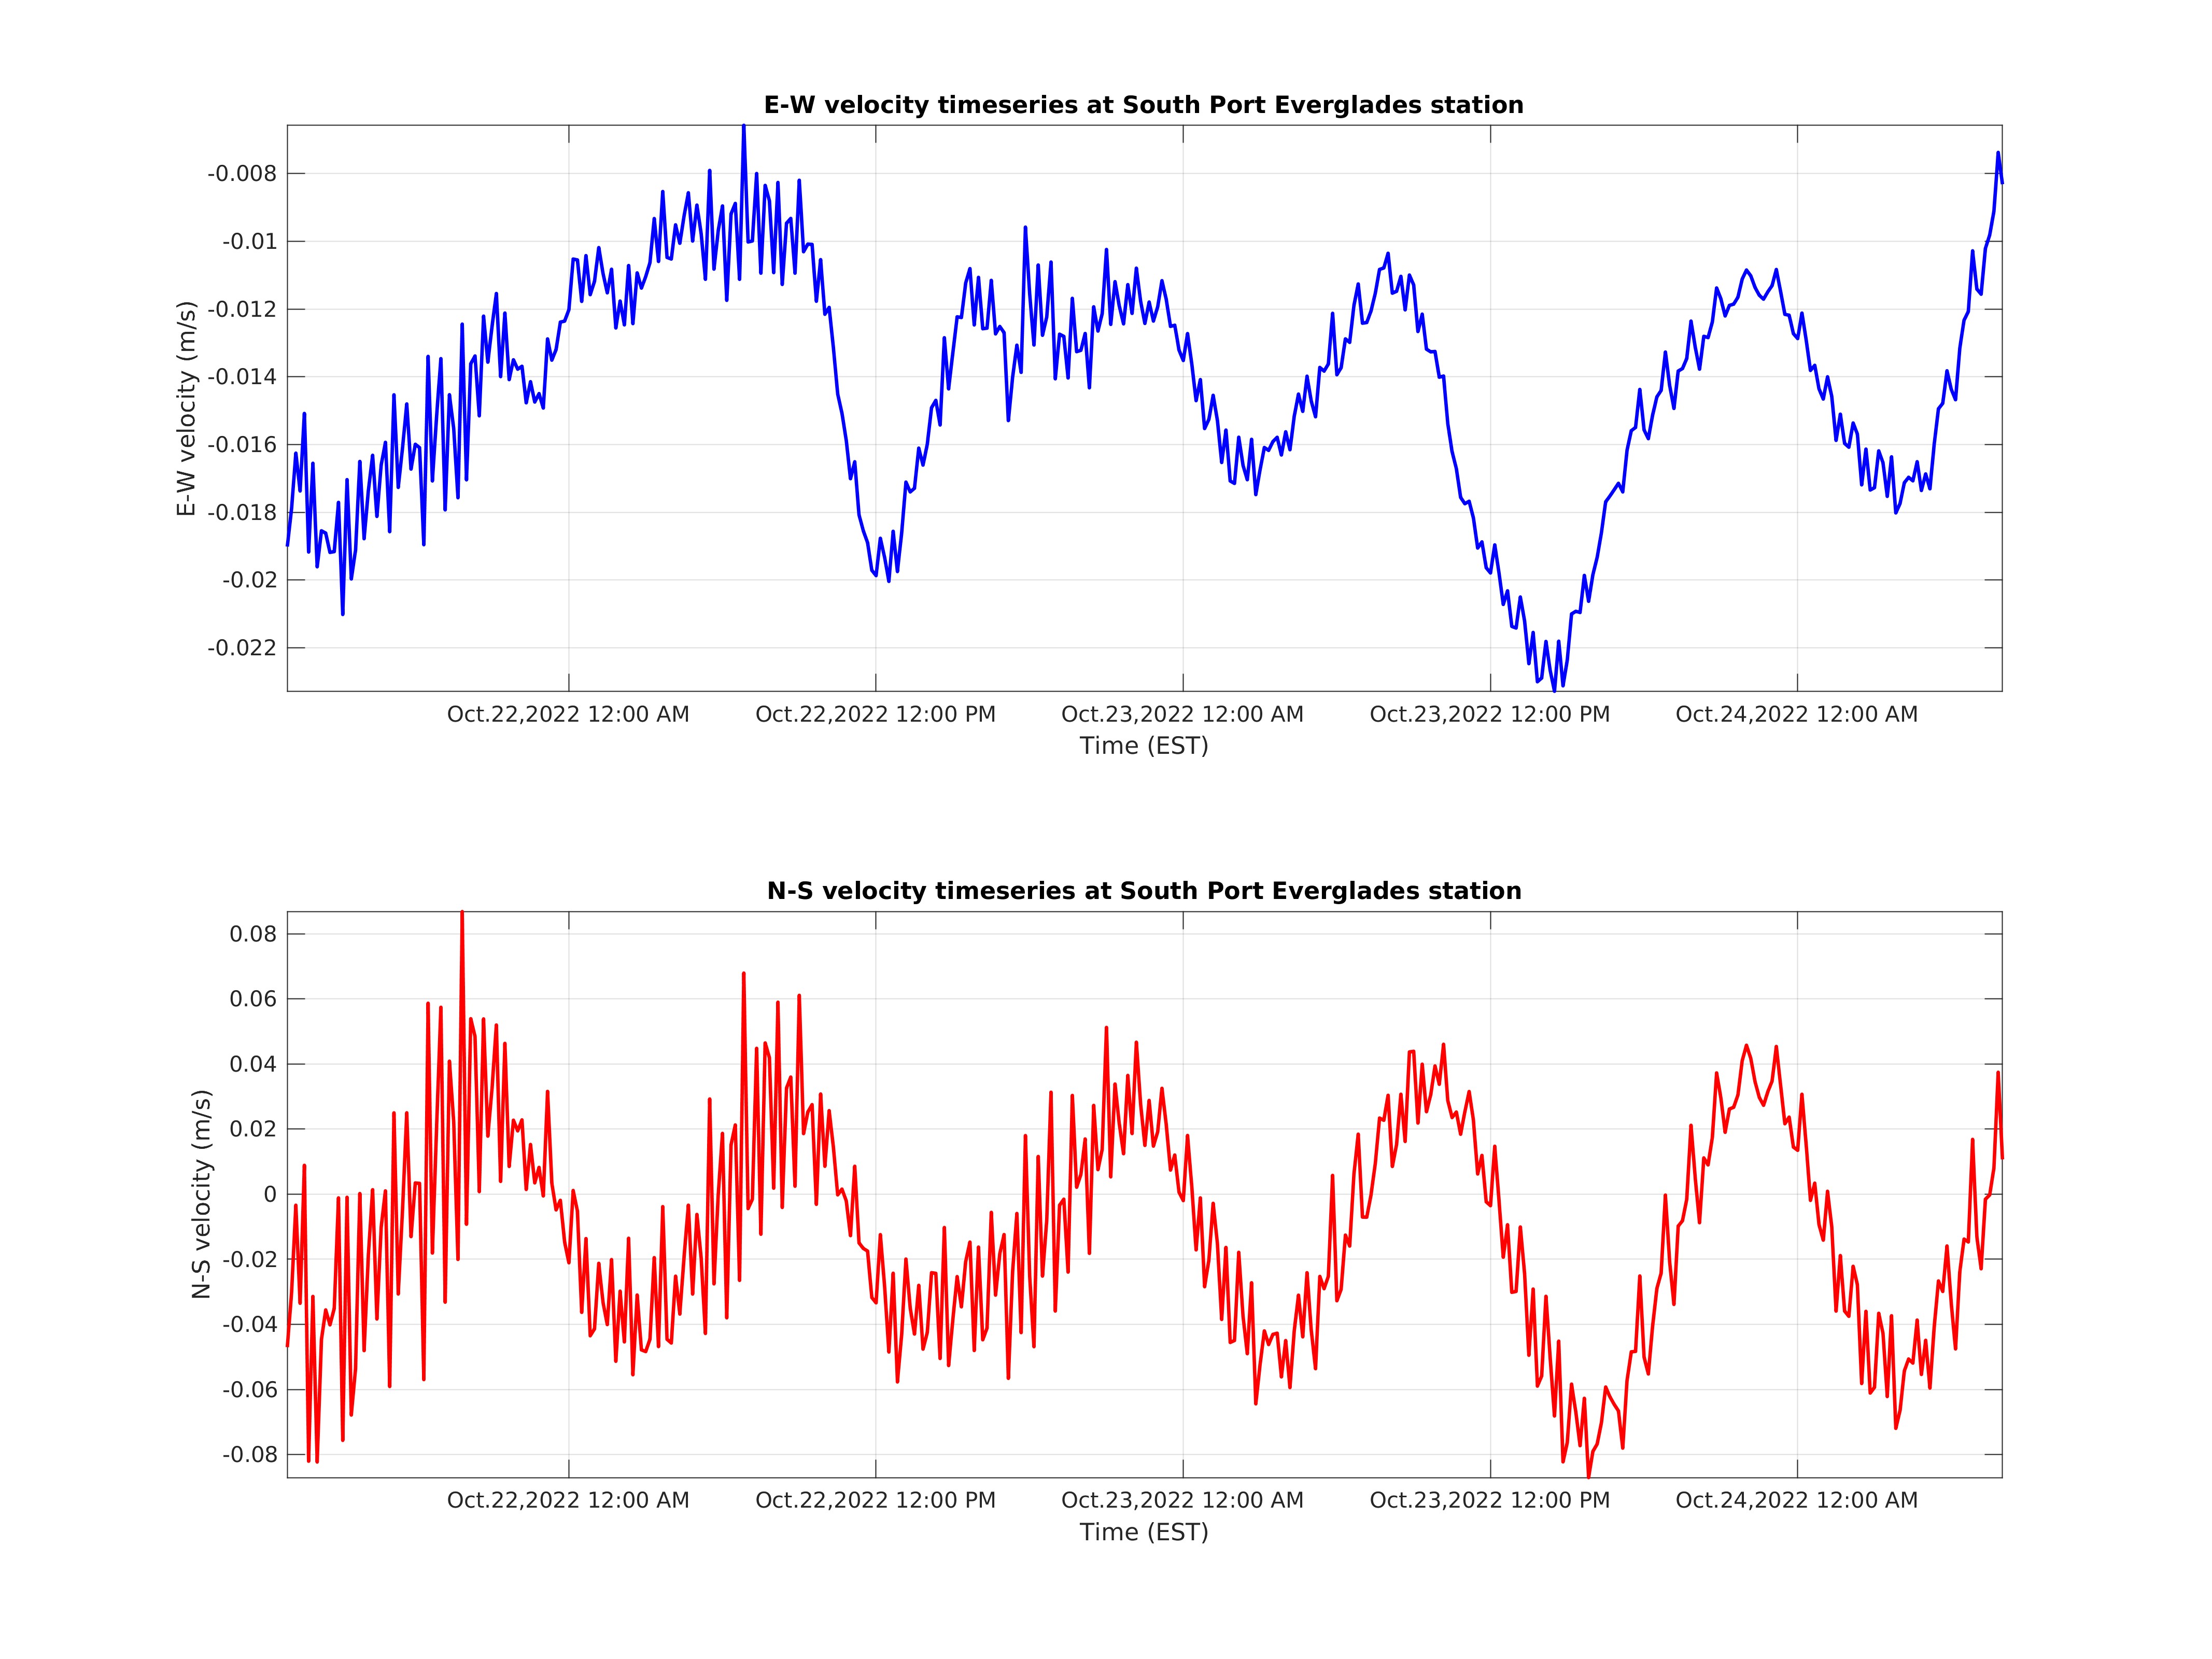 E-W velocity timeseries at South Port Everglades station
-0.008
-0.01
-0.012
-0.014
-0.016
-0.018
-0.02
-0.022
E-W velocity (m/s)
Oct.22,2022 12:00 AM
Oct.22,2022 12:00 PM
Oct.23,2022 12:00 AM
Oct.23,2022 12:00 PM
Oct.24,2022 12:00 AM
Time (EST)
N-S velocity timeseries at South Port Everglades station
0.08
0.06
0.04
0.02
0
-0.02
-0.04
-0.06
-0.08
N-S velocity (m/s)
Oct.22,2022 12:00 AM
Oct.22,2022 12:00 PM
Oct.23,2022 12:00 AM
Oct.23,2022 12:00 PM
Oct.24,2022 12:00 AM
Time (EST)